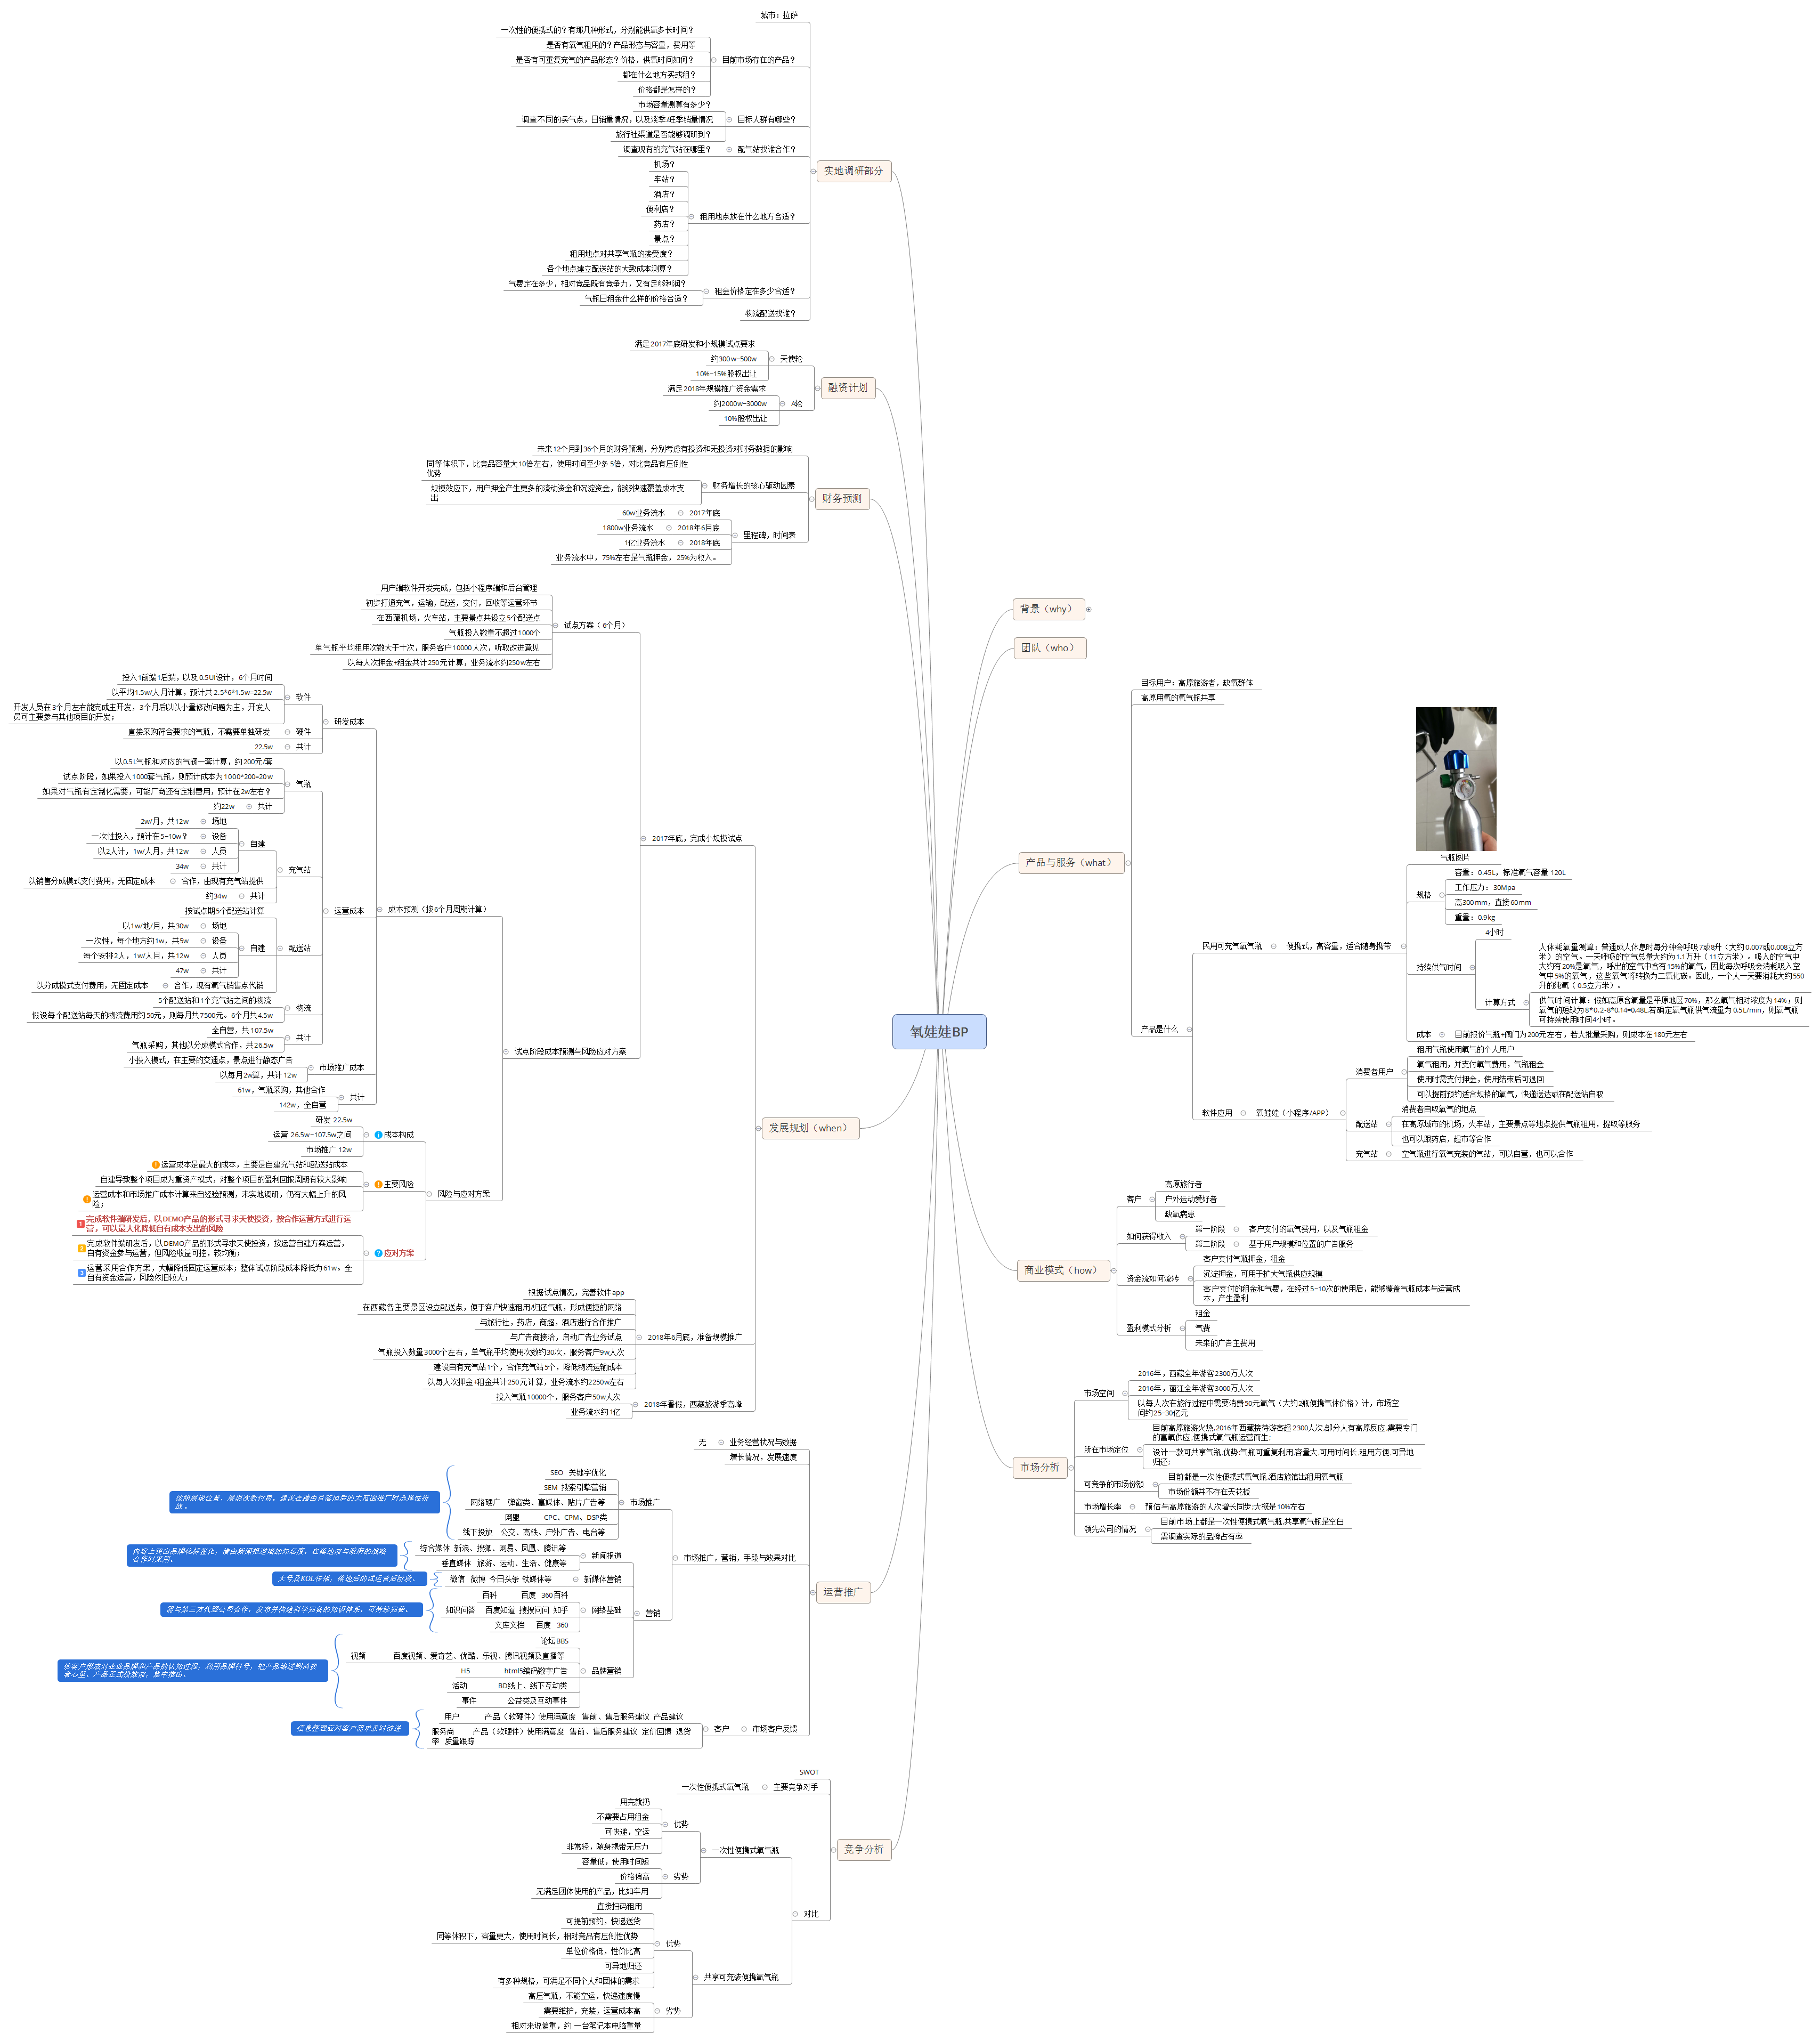 氧娃娃BP
背景（why）
团队（who）
产品与服务（what）
目标用户：高原旅游者，缺氧群体
高原用氧的氧气瓶共享
产品是什么
民用可充气氧气瓶
便携式，高容量，适合随身携带
气瓶图片
规格
容量：0.45L，标准氧气容量 120L
工作压力：30Mpa
高300mm，直接60mm
重量：0.9kg
持续供气时间
4小时
计算方式
人体耗氧量测算：普通成人休息时每分钟会呼吸7或8升（大约0.007或0.008立方
米）的空气。一天呼吸的空气总量大约为1.1万升（11立方米）。吸入的空气中
大约有20%是氧气，呼出的空气中含有15%的氧气，因此每次呼吸会消耗吸入空
气中5%的氧气，这些氧气将转换为二氧化碳。因此，一个人一天要消耗大约550
升的纯氧（0.5立方米）。
供气时间计算：假如高原含氧量是平原地区70%，那么氧气相对浓度为14%；则
氧气的短缺为8*0.2-8*0.14=0.48L.若确定氧气瓶供气流量为0.5L/min，则氧气瓶
可持续使用时间4小时。
成本
目前报价气瓶+阀门为200元左右，若大批量采购，则成本在180元左右
软件应用
氧娃娃（小程序/APP）
消费者用户
租用气瓶使用氧气的个人用户
氧气租用，并支付氧气费用，气瓶租金
使用时需支付押金，使用结束后可退回
可以提前预约适合规格的氧气，快递送达或在配送站自取
配送站
消费者自取氧气的地点
在高原城市的机场，火车站，主要景点等地点提供气瓶租用，提取等服务
也可以跟药店，超市等合作
充气站
空气瓶进行氧气充装的气站，可以自营，也可以合作
商业模式（how）
客户
高原旅行者
户外运动爱好者
缺氧病患
如何获得收入
第一阶段
客户支付的氧气费用，以及气瓶租金
第二阶段
基于用户规模和位置的广告服务
资金流如何流转
客户支付气瓶押金，租金
沉淀押金，可用于扩大气瓶供应规模
客户支付的租金和气费，在经过5~10次的使用后，能够覆盖气瓶成本与运营成
本，产生盈利
盈利模式分析
租金
气费
未来的广告主费用
市场分析
市场空间
2016年，西藏全年游客2300万人次
2016年，丽江全年游客3000万人次
以每人次在旅行过程中需要消费50元氧气（大约2瓶便携气体价格）计，市场空
间约25~30亿元
所在市场定位
目前高原旅游火热,2016年西藏接待游客超2300人次,部分人有高原反应,需要专门
的富氧供应,便携式氧气瓶运营而生;
设计一款可共享气瓶,优势:气瓶可重复利用,容量大,可用时间长,租用方便,可异地
归还;
可竞争的市场份额
目前都是一次性便携式氧气瓶,酒店旅馆出租用氧气瓶
市场份额并不存在天花板
市场增长率
预估与高原旅游的人次增长同步;大概是10%左右
领先公司的情况
目前市场上都是一次性便携式氧气瓶,共享氧气瓶是空白
需调查实际的品牌占有率
实地调研部分
城市：拉萨
目前市场存在的产品？
一次性的便携式的？有那几种形式，分别能供氧多长时间？
是否有氧气租用的？产品形态与容量，费用等
是否有可重复充气的产品形态？价格，供氧时间如何？
都在什么地方买或租？
价格都是怎样的？
目标人群有哪些？
市场容量测算有多少？
调查不同的卖气点，日销量情况，以及淡季/旺季销量情况
旅行社渠道是否能够调研到？
配气站找谁合作？
调查现有的充气站在哪里？
租用地点放在什么地方合适？
机场？
车站？
酒店？
便利店？
药店？
景点？
租用地点对共享气瓶的接受度？
各个地点建立配送站的大致成本测算？
租金价格定在多少合适？
气费定在多少，相对竞品既有竞争力，又有足够利润？
气瓶日租金什么样的价格合适？
物流配送找谁？
融资计划
天使轮
满足2017年底研发和小规模试点要求
约300w~500w
10%~15%股权出让
A轮
满足2018年规模推广资金需求
约2000w~3000w
10%股权出让
财务预测
未来12个月到36个月的财务预测，分别考虑有投资和无投资对财务数据的影响
财务增长的核心驱动因素
同等体积下，比竞品容量大10倍左右，使用时间至少多5倍，对比竞品有压倒性
优势
规模效应下，用户押金产生更多的流动资金和沉淀资金，能够快速覆盖成本支
出
里程碑，时间表
2017年底
60w业务流水
2018年6月底
1800w业务流水
2018年底
1亿业务流水
业务流水中，75%左右是气瓶押金，25%为收入。
发展规划（when）
2017年底，完成小规模试点
试点方案（6个月）
用户端软件开发完成，包括小程序端和后台管理
初步打通充气，运输，配送，交付，回收等运营环节
在西藏机场，火车站，主要景点共设立5个配送点
气瓶投入数量不超过1000个
单气瓶平均租用次数大于十次，服务客户10000人次，听取改进意见
以每人次押金+租金共计250元计算，业务流水约250w左右
试点阶段成本预测与风险应对方案
成本预测（按6个月周期计算）
研发成本
软件
投入1前端1后端，以及0.5UI设计，6个月时间
以平均1.5w/人月计算，预计共2.5*6*1.5w=22.5w
开发人员在3个月左右能完成主开发，3个月后以以小量修改问题为主，开发人
员可主要参与其他项目的开发；
硬件
直接采购符合要求的气瓶，不需要单独研发
共计
22.5w
运营成本
气瓶
以0.5L气瓶和对应的气阀一套计算，约200元/套
试点阶段，如果投入1000套气瓶，则预计成本为1000*200=20w
如果对气瓶有定制化需要，可能厂商还有定制费用，预计在2w左右？
共计
约22w
充气站
自建
场地
2w/月，共12w
设备
一次性投入，预计在5~10w？
人员
以2人计，1w/人月，共12w
共计
34w
合作，由现有充气站提供
以销售分成模式支付费用，无固定成本
共计
约34w
配送站
按试点期5个配送站计算
自建
场地
以1w/地/月，共30w
设备
一次性，每个地方约1w，共5w
人员
每个安排2人，1w/人月，共12w
共计
47w
合作，现有氧气销售点代销
以分成模式支付费用，无固定成本
物流
5个配送站和1个充气站之间的物流
假设每个配送站每天的物流费用约50元，则每月共7500元。6个月共4.5w
共计
全自营，共107.5w
气瓶采购，其他以分成模式合作，共26.5w
市场推广成本
小投入模式，在主要的交通点，景点进行静态广告
以每月2w算，共计12w
共计
61w，气瓶采购，其他合作
142w，全自营
风险与应对方案
成本构成
研发 22.5w
运营 26.5w~107.5w之间
市场推广 12w
主要风险
运营成本是最大的成本，主要是自建充气站和配送站成本
自建导致整个项目成为重资产模式，对整个项目的盈利回报周期有较大影响
运营成本和市场推广成本计算来自经验预测，未实地调研，仍有大幅上升的风
险；
应对方案
1
完成软件端研发后，以DEMO产品的形式寻求天使投资，按合作运营方式进行运
营，可以最大化降低自有成本支出的风险
2
完成软件端研发后，以DEMO产品的形式寻求天使投资，按运营自建方案运营，
自有资金参与运营，但风险收益可控，较均衡；
3
运营采用合作方案，大幅降低固定运营成本；整体试点阶段成本降低为61w。全
自有资金运营，风险依旧较大；
2018年6月底，准备规模推广
根据试点情况，完善软件app
在西藏各主要景区设立配送点，便于客户快速租用/归还气瓶，形成便捷的网络
与旅行社，药店，商超，酒店进行合作推广
与广告商接洽，启动广告业务试点
气瓶投入数量3000个左右，单气瓶平均使用次数约30次，服务客户9w人次
建设自有充气站1个，合作充气站5个，降低物流运输成本
以每人次押金+租金共计250元计算，业务流水约2250w左右
2018年暑假，西藏旅游季高峰
投入气瓶10000个，服务客户50w人次
业务流水约1亿
运营推广
业务经营状况与数据
无
增长情况，发展速度
市场推广，营销，手段与效果对比
市场推广
SEO 关键字优化
SEM 搜索引擎营销
网络硬广 弹窗类、富媒体、贴片广告等
网盟 CPC、CPM、DSP类
线下投放 公交、高铁、户外广告、电台等
按照展现位置、展现次数付费。建议在藉由目落地后的大范围推广时选择性投
放。
营销
新闻报道
综合媒体 新浪、搜狐、网易、凤凰、腾讯等
垂直媒体 旅游、运动、生活、健康等
内容上突出品牌化标签化，借由新闻报道增加知名度，在落地前与政府的战略
合作时采用。
新媒体营销
微信 微博 今日头条 钛媒体等
大号及KOL传播，落地后的试运营后阶段。
网络基础
百科 百度 360百科
知识问答 百度知道 搜搜问问 知乎
文库文档 百度 360
需与第三方代理公司合作，发布并构建科学完备的知识体系，可持续完善。
品牌营销
论坛BBS
视频 百度视频、爱奇艺、优酷、乐视、腾讯视频及直播等
H5 html5编码数字广告
活动 BD线上、线下互动类
事件 公益类及互动事件
使客户形成对企业品牌和产品的认知过程，利用品牌符号，把产品输送到消费
者心里。产品正式投放前，集中推出。
市场客户反馈
客户
用户 产品（软硬件）使用满意度 售前、售后服务建议 产品建议
服务商 产品（软硬件）使用满意度 售前、售后服务建议 定价回馈 退货
率 质量跟踪
信息整理应对客户需求及时改进
竞争分析
SWOT
主要竞争对手
一次性便携式氧气瓶
对比
一次性便携式氧气瓶
优势
用完就扔
不需要占用租金
可快递，空运
非常轻，随身携带无压力
劣势
容量低，使用时间短
价格偏高
无满足团体使用的产品，比如车用
共享可充装便携氧气瓶
优势
直接扫码租用
可提前预约，快递送货
同等体积下，容量更大，使用时间长，相对竞品有压倒性优势
单位价格低，性价比高
可异地归还
有多种规格，可满足不同个人和团体的需求
劣势
高压气瓶，不能空运，快递速度慢
需要维护，充装，运营成本高
相对来说偏重，约 一台笔记本电脑重量